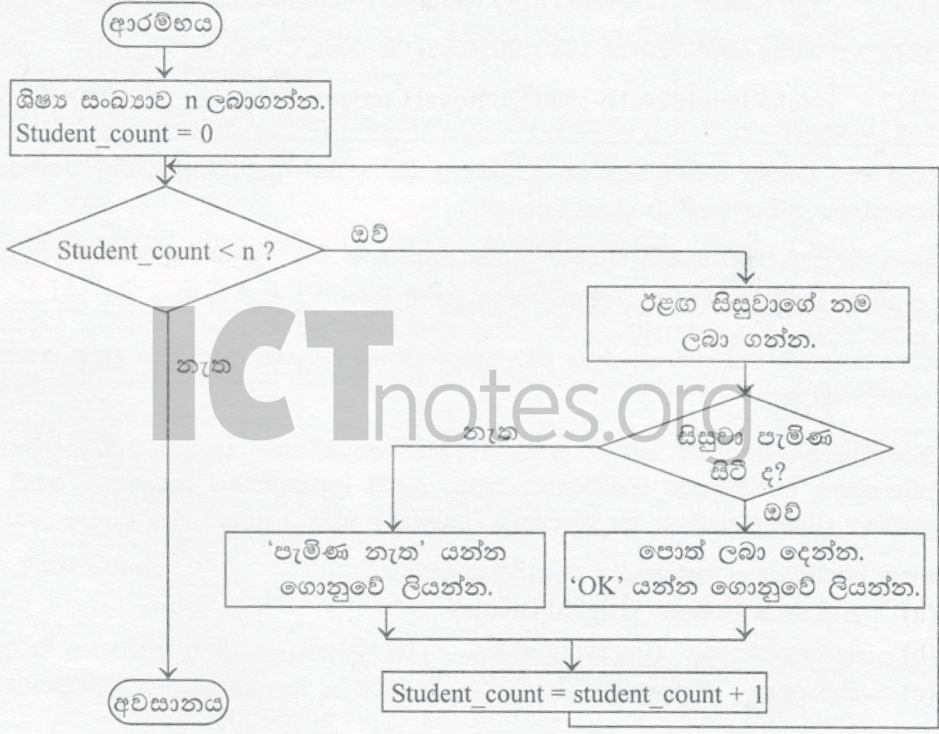 ආරම්භය
ශිෂ්‍ය සංඛ්‍යාව n ලබාගන්න.
Student_count = 0
Student_count < n ?
ඔව්
ඊළඟ සිසුවාගේ නම
ලබා ගන්න.
නැත
ICTnotes.org
සිසුවා පැමිණ
සිටී ද?
නැත
ඔව්
‘පැමිණ නැත’ යන්න
ගොනුවේ ලියන්න.
පොත් ලබා දෙන්න.
‘OK’ යන්න ගොනුවේ ලියන්න.
Student_count = student_count + 1
අවසානය